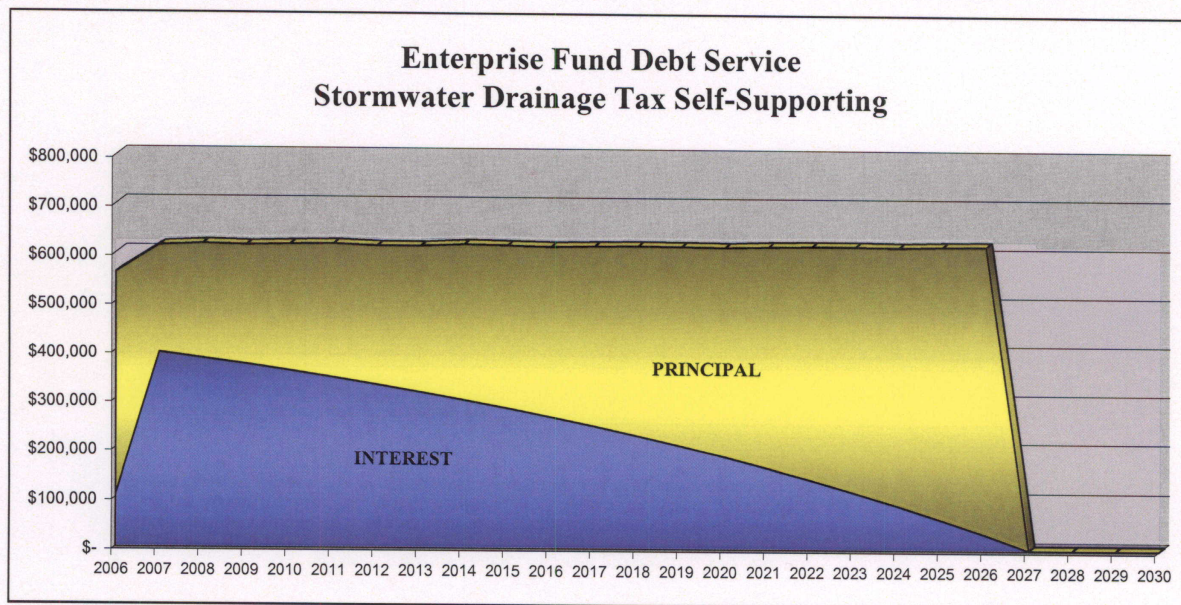 Enterprise Fund Debt Service
Stormwater Drainage Tax Self-Supporting
$800,000
$700,000
$600,000
$500,000
$400,000
$300,000
$200,000
$100,000
$-
PRINCIPAL
INTEREST
2006 2007 2008 2009 2010 2011 2012 2013 2014 2015 2016 2017 2018 2019 2020 2021 2022 2023 2024 2025 2026 2027 2028 2029 2030